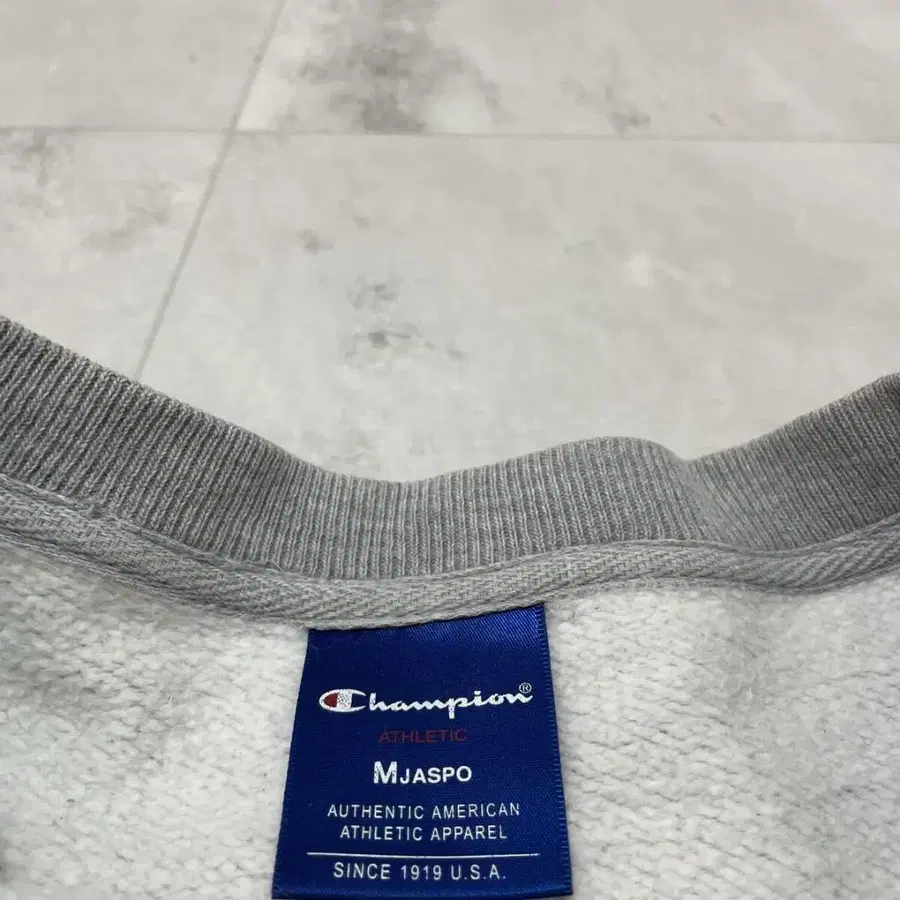 Champion®
ATHLETIC
MJASPO
AUTHENTIC AMERICAN
ATHLETIC APPAREL
SINCE 1919 U.S.A.